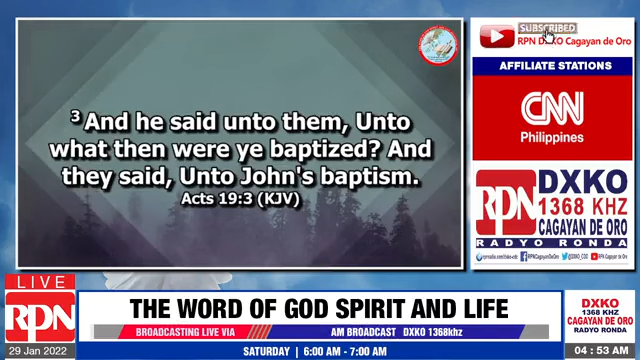 ³ And he said unto them, Unto
what then were ye baptized? And
they said, Unto John's baptism.
Acts 19:3 (KJV)
SUBSCRIBED
RPN DXKO Cagayan de Oro
AFFILIATE STATIONS
CNN
Philippines
RPN
DXKO
1368 KHZ
CAGAYAN DE ORO
RADYO RONDA
LIVE
RPN
29 Jan 2022
THE WORD OF GOD SPIRIT AND LIFE
BROADCASTING LIVE VIA
AM BROADCAST DXKO 1368khz
SATURDAY | 6:00 AM - 7:00 AM
DXKO
1368 KHZ
CAGAYAN DE ORO
RADYO RONDA
04 : 53 AM